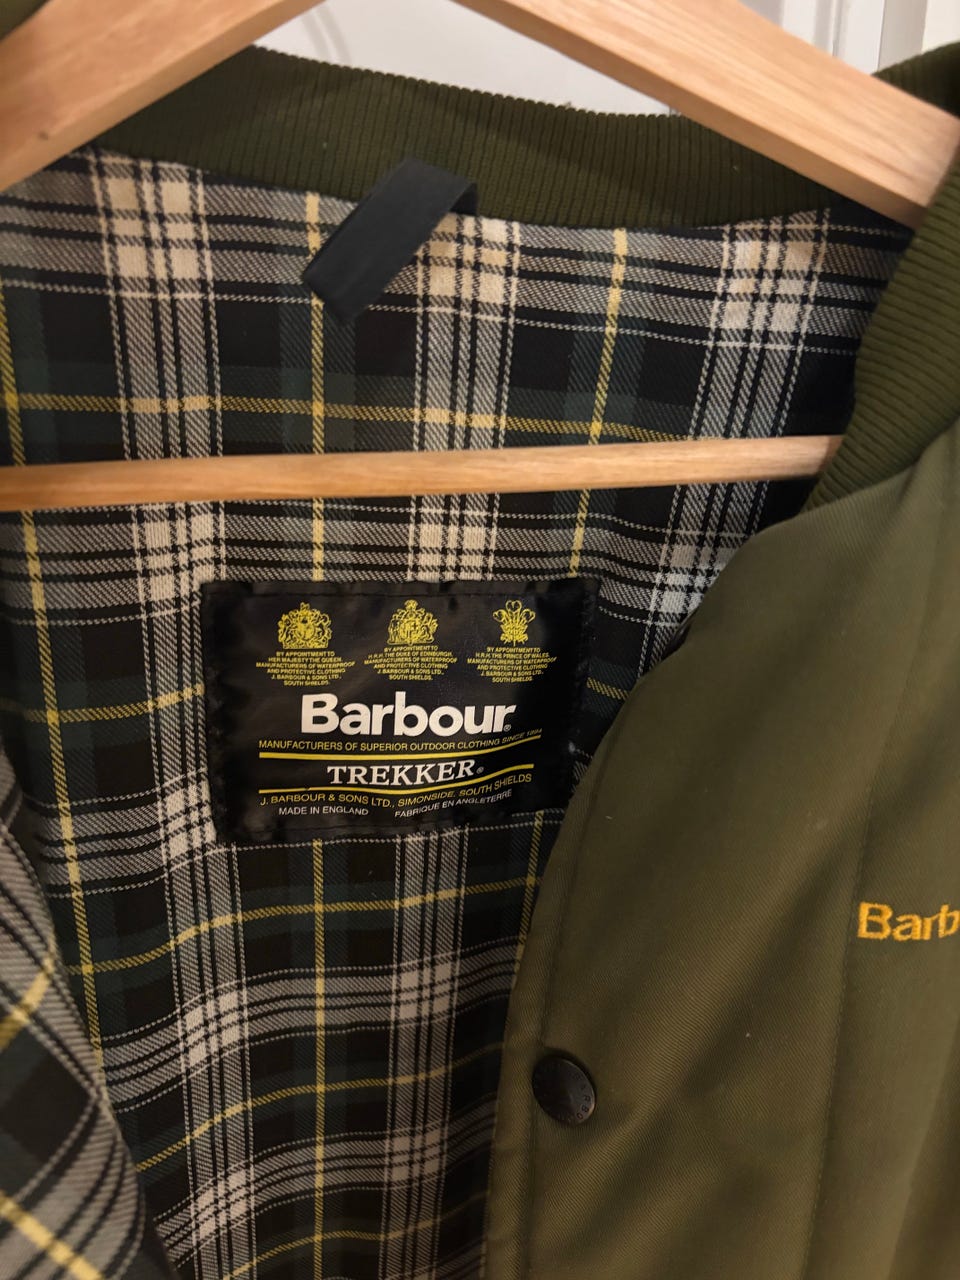 BY APPOINTMENT TO
HER MAJESTY THE QUEEN
MANUFACTURERS OF WATERPROOF
AND PROTECTIVE CLOTHING
J. BARBOUR & SONS LTD.,
SOUTH SHIELDS.
BY APPOINTMENT TO
H.R.H. THE DUKE OF EDINBURGH
MANUFACTURERS OF WATERPROOF
AND PROTECTIVE CLOTHING
J. BARBOUR & SONS LTD.,
SOUTH SHIELDS.
BY APPOINTMENT TO
H.R.H. THE PRINCE OF WALES
MANUFACTURERS OF WATERPROOF
AND PROTECTIVE CLOTHING
J. BARBOUR & SONS LTD.,
SOUTH SHIELDS.
Barbour®
MANUFACTURERS OF SUPERIOR OUTDOOR CLOTHING SINCE 1894
TREKKER®
J. BARBOUR & SONS LTD., SIMONSIDE, SOUTH SHIELDS
MADE IN ENGLAND FABRIQUE EN ANGLETERRE
Barb